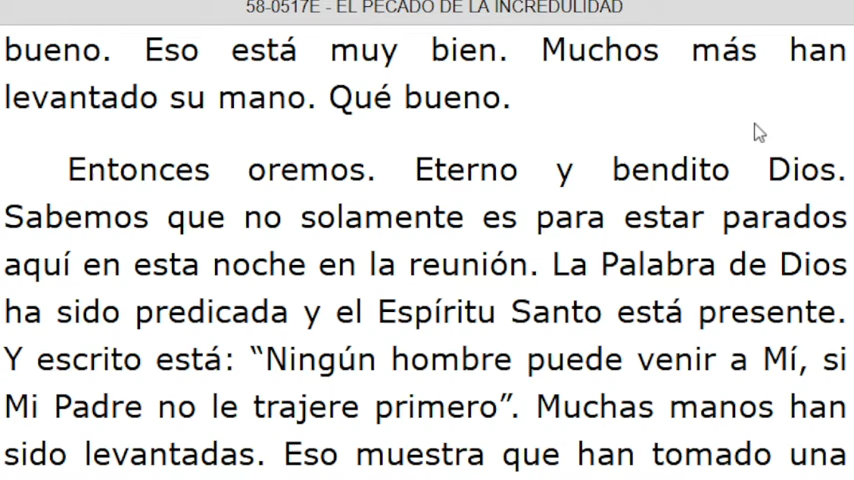 58-0517E - EL PECADO DE LA INCREDULIDAD
bueno. Eso está muy bien. Muchos más han
levantado su mano. Qué bueno.
Entonces oremos. Eterno y bendito Dios.
Sabemos que no solamente es para estar parados
aquí en esta noche en la reunión. La Palabra de Dios
ha sido predicada y el Espíritu Santo está presente.
Y escrito está: “Ningún hombre puede venir a Mí, si
Mi Padre no le trajere primero”. Muchas manos han
sido levantadas. Eso muestra que han tomado una